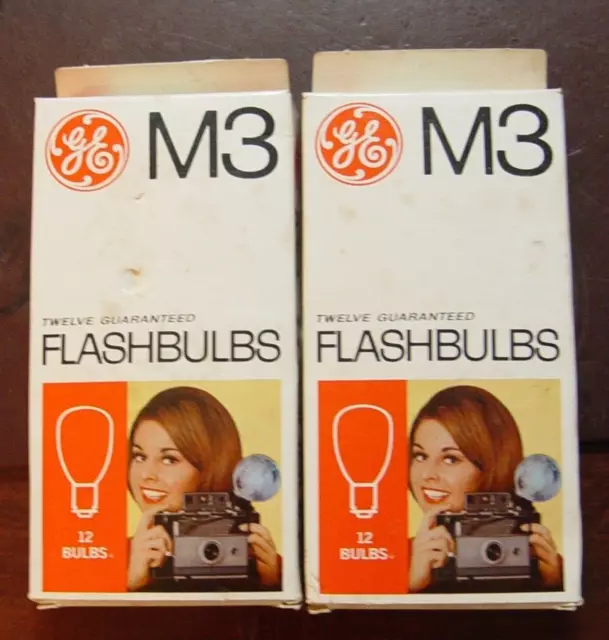 GE M3
TWELVE GUARANTEED
FLASHBULBS
12
BULBS
GE M3
TWELVE GUARANTEED
FLASHBULBS
12
BULBS